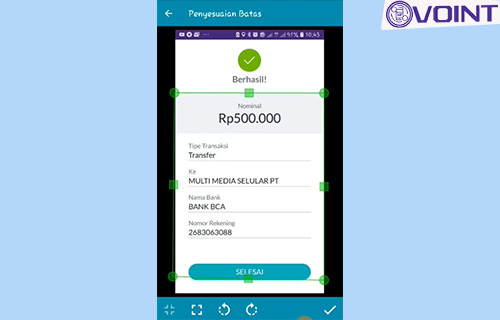 Penyesuaian Batas
VOINT
91% 10.43
Berhasil!
Nominal
Rp500.000
Tipe Transaksi
Transfer
Ke
MULTI MEDIA SELULAR PT
Nama Bank
BANK BCA
Nomor Rekening
2683063088
SELESAI